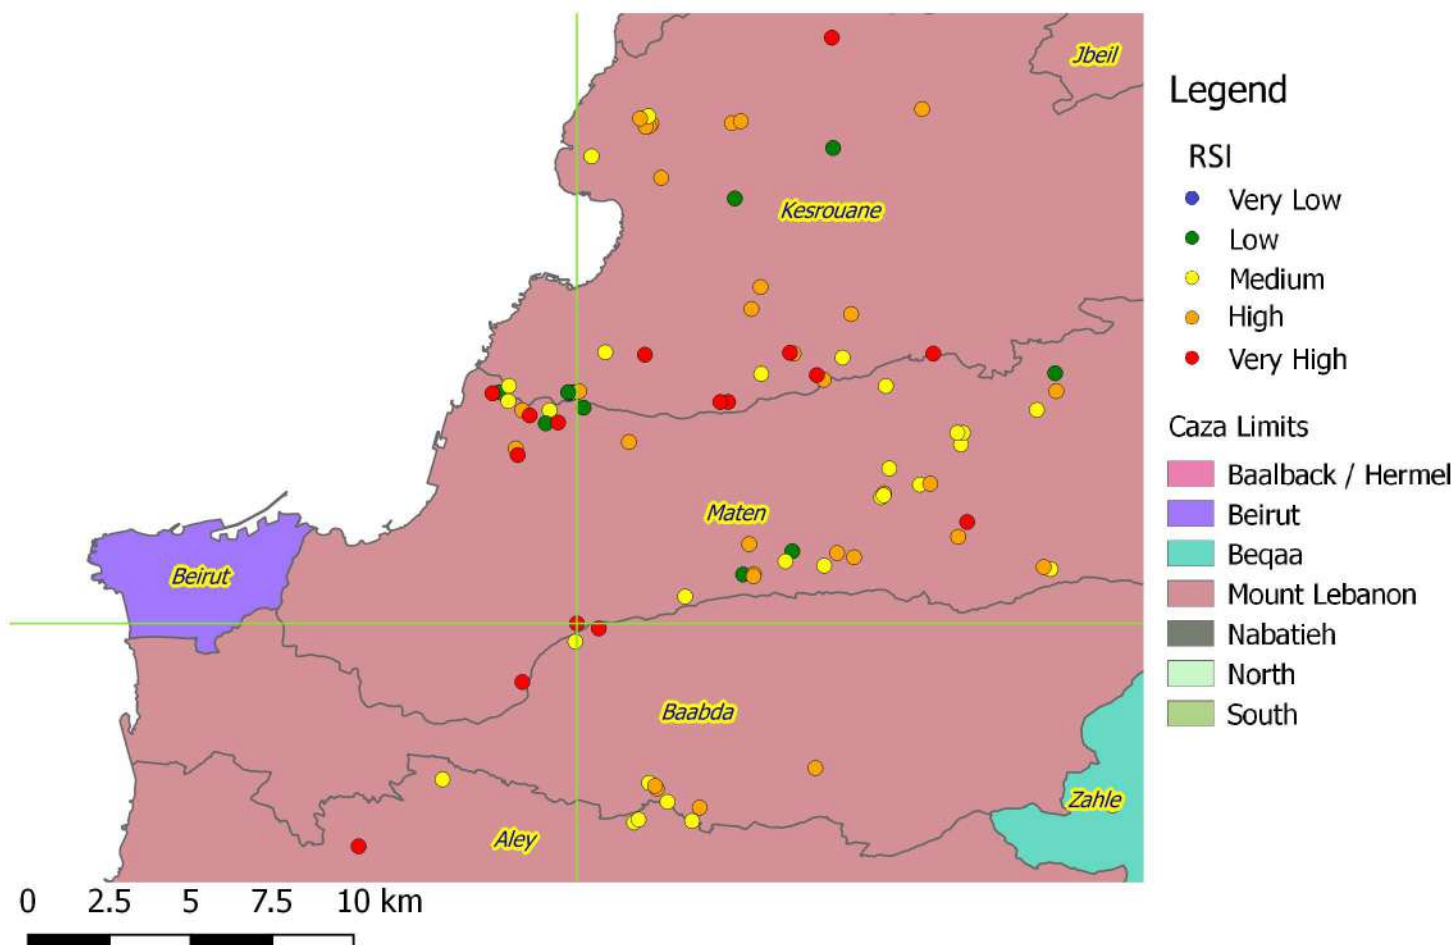 Jbeil
Kesrouane
Maten
Beirut
Baabda
Zahle
Aley
0 2.5 5 7.5 10 km
Legend
RSI
Very Low
Low
Medium
High
Very High
Caza Limits
Baalback / Hermel
Beirut
Beqaa
Mount Lebanon
Nabatieh
North
South